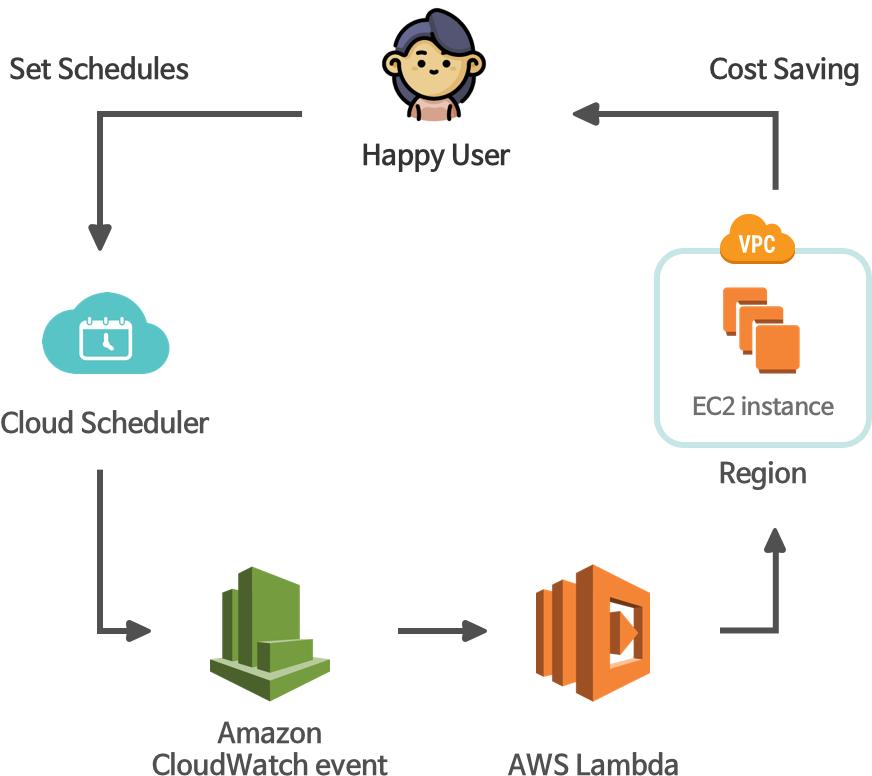 Set Schedules
Cost Saving
Happy User
VPC
EC2 instance
Cloud Scheduler
Region
Amazon
CloudWatch event
AWS Lambda